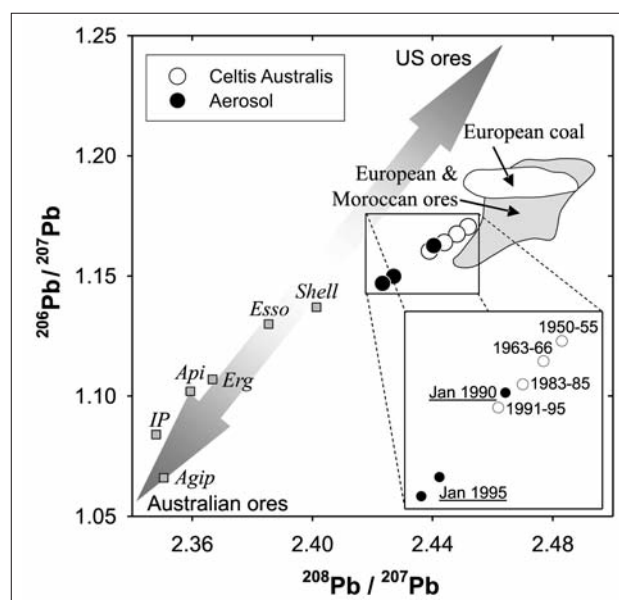 1.25
1.20
1.15
1.10
1.05
206Pb/207Pb
Celtis Australis
Aerosol
US ores
European coal
European &
Moroccan ores
Shell
Esso
Api
Erg
IP
Agip
Australian ores
1950-55
1963-66
1983-85
Jan 1990
1991-95
Jan 1995
2.36
2.40
2.44
2.48
208Pb / 207Pb